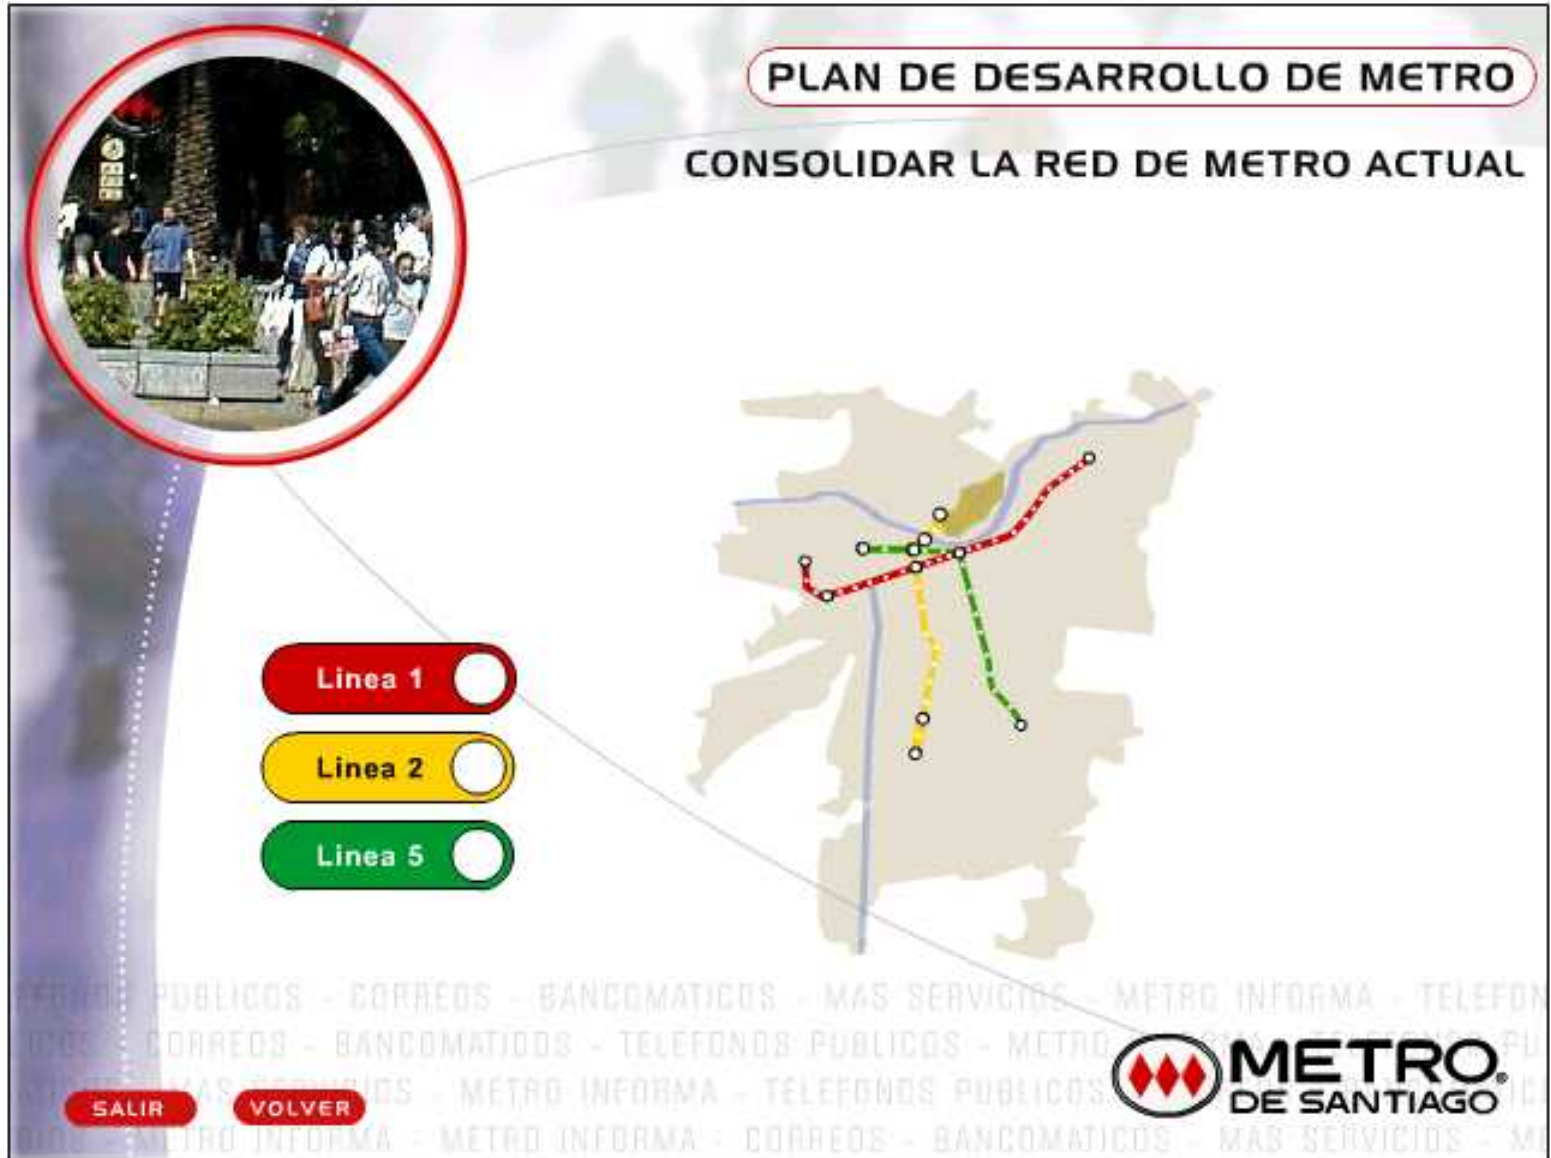 PLAN DE DESARROLLO DE METRO
CONSOLIDAR LA RED DE METRO ACTUAL
Linea 1
Linea 2
Linea 5
PUBLICOS - CORREOS - BANCOMATICOS - MAS SERVICIOS - METRO INFORMA - TELEFON
CORREOS - BANCOMATICOS - TELEFONOS PUBLICOS - METRO
MAS SERVICIOS - METRO INFORMA - TELEFONOS PUBLICOS
METRO INFORMA - METRO INFORMA - CORREOS - BANCOMATICOS - MAS SERVICIOS - M
SALIR
VOLVER
METRO
DE SANTIAGO